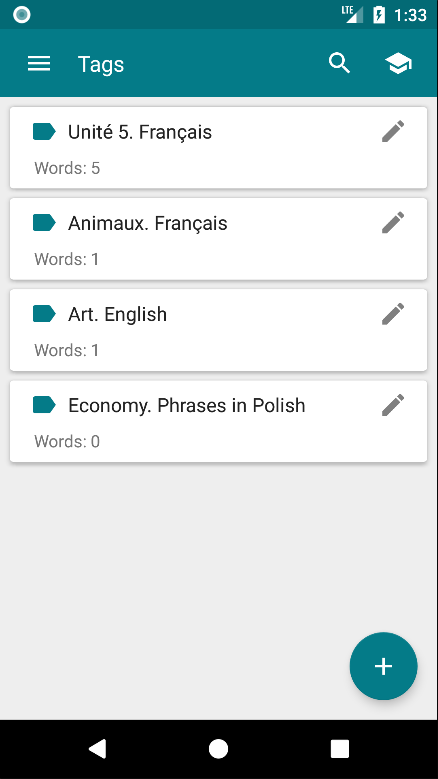 LTE 1:33
Tags
Unité 5. Français
Words: 5
Animaux. Français
Words: 1
Art. English
Words: 1
Economy. Phrases in Polish
Words: 0